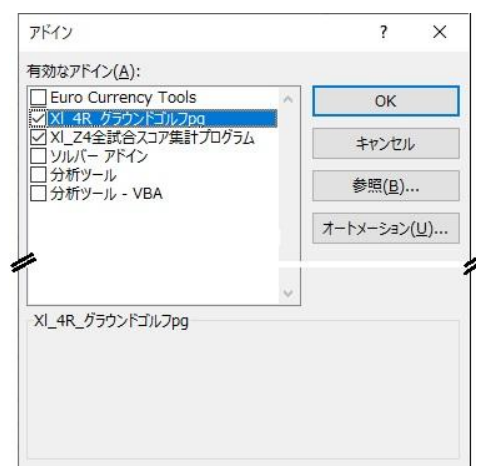 アドイン ? ×
有効なアドイン(A):
Euro Currency Tools
Xl_4R_グラウンドゴルフpg
Xl_Z4全試合スコア集計プログラム
ソルバー アドイン
分析ツール
分析ツール - VBA
OK
キャンセル
参照(B)...
オートメーション(U)...
Xl_4R_グラウンドゴルフpg